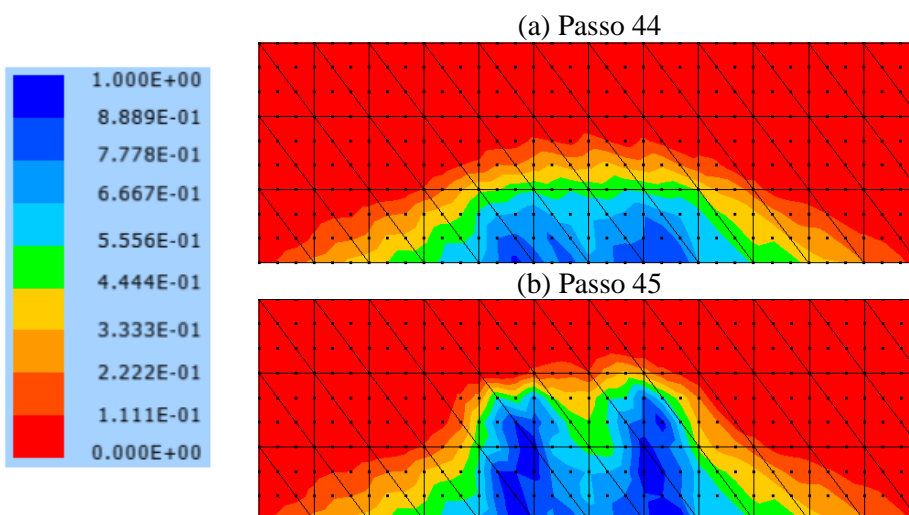 (a) Passo 44
1.000E+00
8.889E-01
7.778E-01
6.667E-01
5.556E-01
4.444E-01
3.333E-01
2.222E-01
1.111E-01
0.000E+00
(b) Passo 45